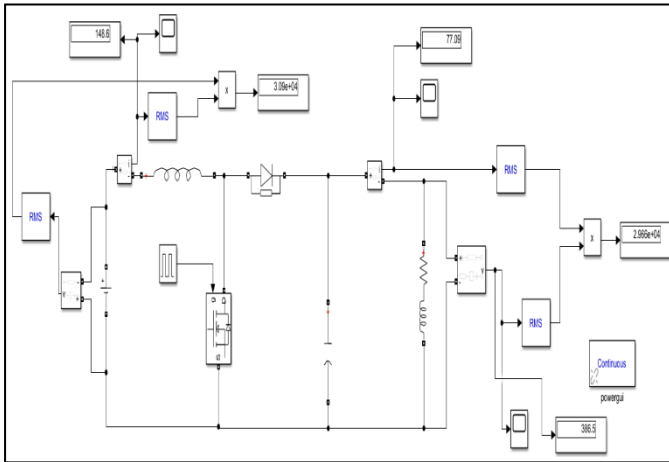 148.6
77.09
x
3.09e+04
RMS
RMS
RMS
x
2.966e+04
RMS
Continuous
powergui
386.5